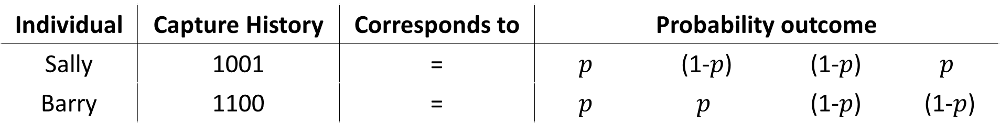 Individual Capture History Corresponds to Probability outcome
Sally 1001 = p (1-p) (1-p) p
Barry 1100 = p p (1-p) (1-p)